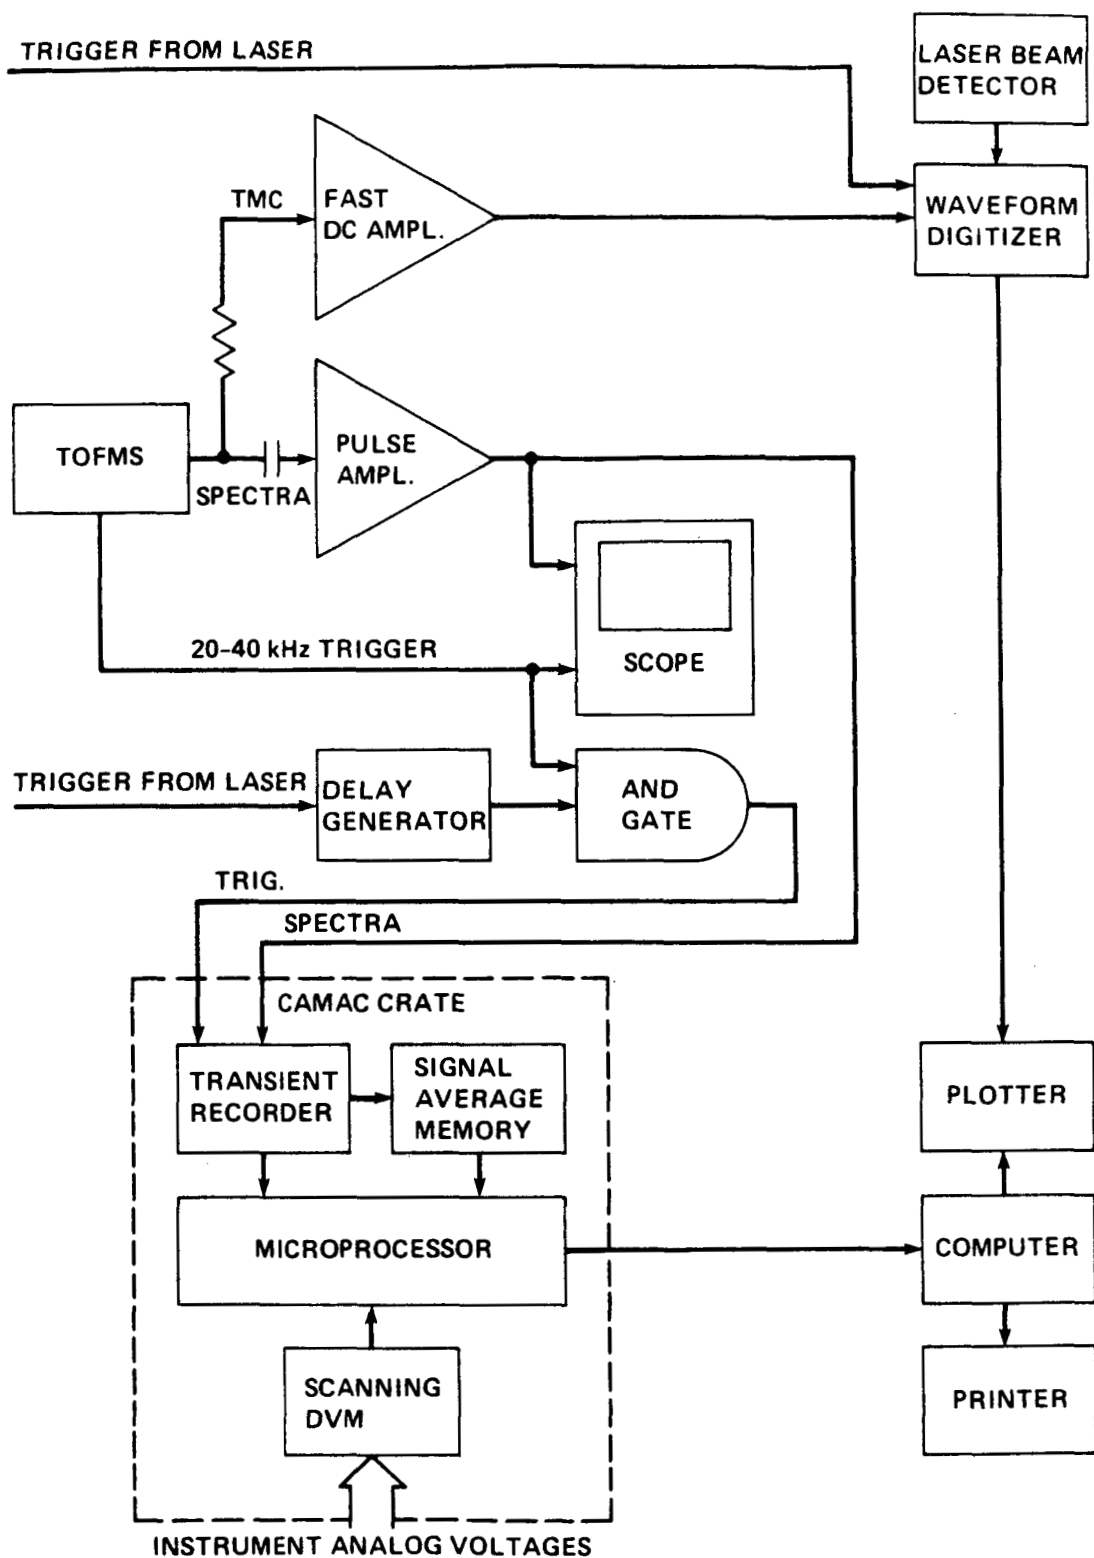 TRIGGER FROM LASER
LASER BEAM
DETECTOR
TMC
FAST
DC AMPL.
WAVEFORM
DIGITIZER
TOFMS
SPECTRA
PULSE
AMPL.
20-40 kHz TRIGGER
SCOPE
TRIGGER FROM LASER
DELAY
GENERATOR
AND
GATE
TRIG.
SPECTRA
CAMAC CRATE
TRANSIENT
RECORDER
SIGNAL
AVERAGE
MEMORY
PLOTTER
MICROPROCESSOR
COMPUTER
SCANNING
DVM
PRINTER
INSTRUMENT ANALOG VOLTAGES